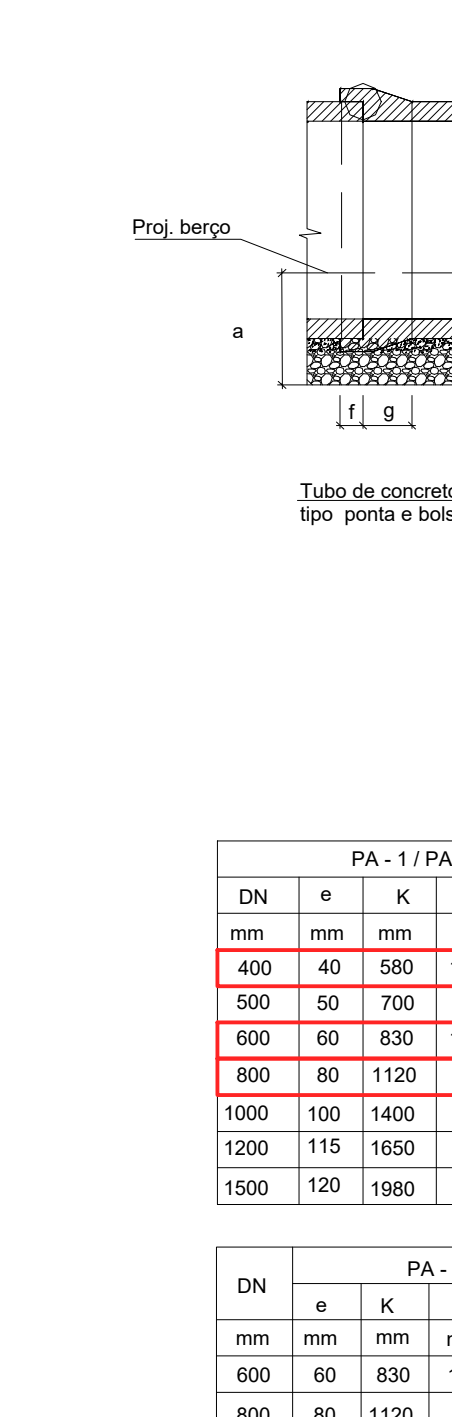 Proj. berço
a
f g
Tubo de concreto
tipo ponta e bols
PA - 1 / PA
DN e K
mm mm mm
400 40 580
500 50 700
600 60 830
800 80 1120
1000 100 1400
1200 115 1650
1500 120 1980
PA -
DN
e K
mm mm mm
600 60 830
800 80 1120